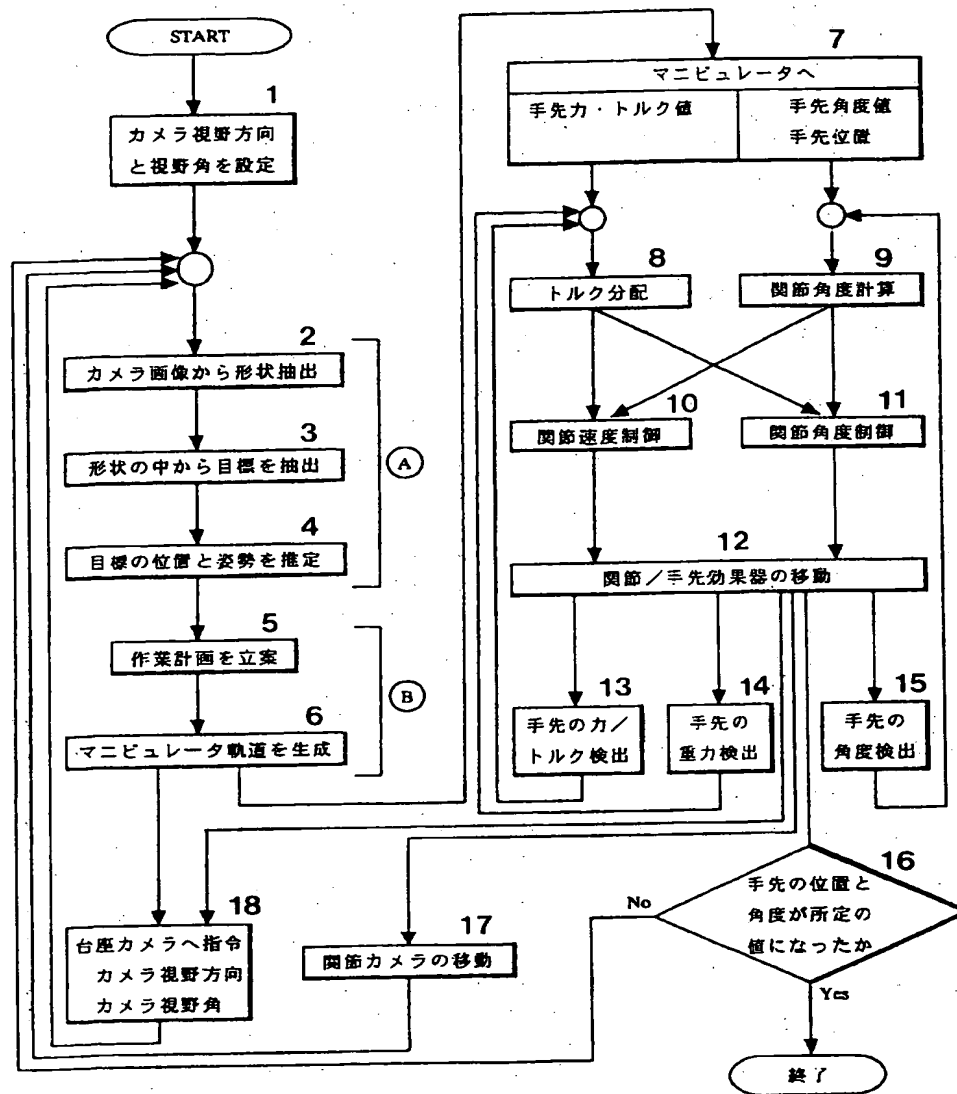 START
1
カメラ視野方向
と視野角を設定
2
カメラ画像から形状抽出
3
形状の中から目標を抽出
A
4
目標の位置と姿勢を推定
5
作業計画を立案
B
6
マニピュレータ軌道を生成
18
台座カメラへ指令
カメラ視野方向
カメラ視野角
17
関節カメラの移動
7
マニピュレータへ
手先力・トルク値
手先角度値
手先位置
8
トルク分配
9
関節角度計算
10
関節速度制御
11
関節角度制御
12
関節／手先効果器の移動
13
手先の力／
トルク検出
14
手先の
重力検出
15
手先の
角度検出
16
手先の位置と
角度が所定の
値になったか
No
Yes
終了